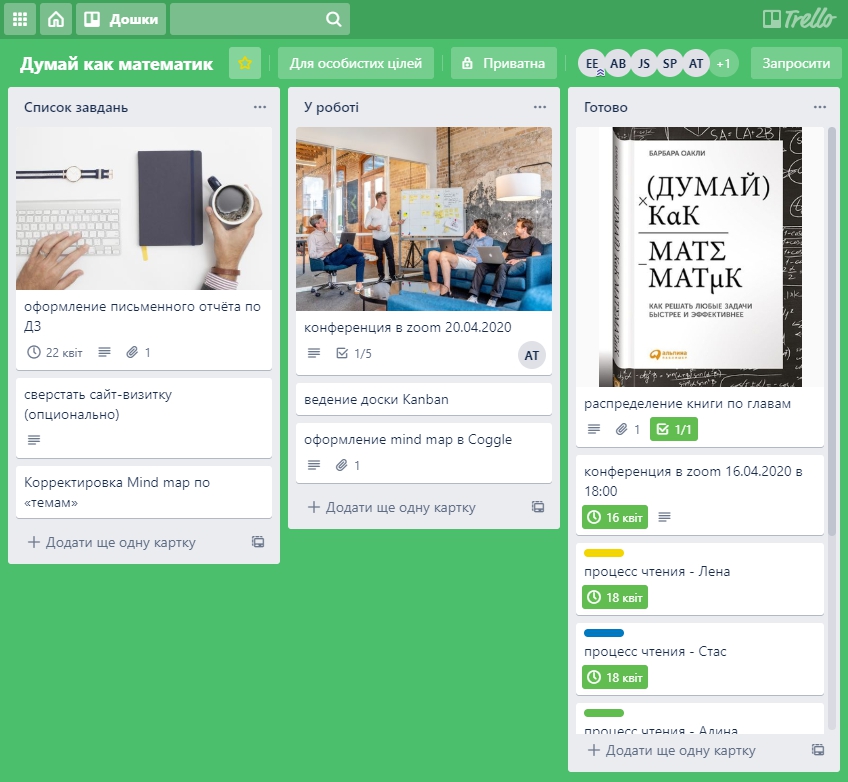 Дошки
Trello
Думай как математик
Для особистих цілей
Приватна
EE AB JS SP AT +1
Запросити
Список завдань
оформление письменного отчёта по
ДЗ
22 квіт
1
сверстать сайт-визитку
(опционально)
Корректировка Mind map по
«темам»
+ Додати ще одну картку
У роботі
конференция в zoom 20.04.2020
1/5
AT
ведение доски Kanban
оформление mind map в Coggle
1
+ Додати ще одну картку
Готово
БАРБАРА ОАКЛИ
(ДУМАЙ)
×КαК
МАТΣ
МАТμК
КАК РЕШАТЬ ЛЮБЫЕ ЗАДАЧИ
БЫСТРЕЕ И ЭФФЕКТИВНЕЕ
альпина
распределение книги по главам
1
1/1
конференция в zoom 16.04.2020 в
18:00
16 квіт
процесс чтения - Лена
18 квіт
процесс чтения - Стас
18 квіт
процесс чтения - Алина
+ Додати ще одну картку